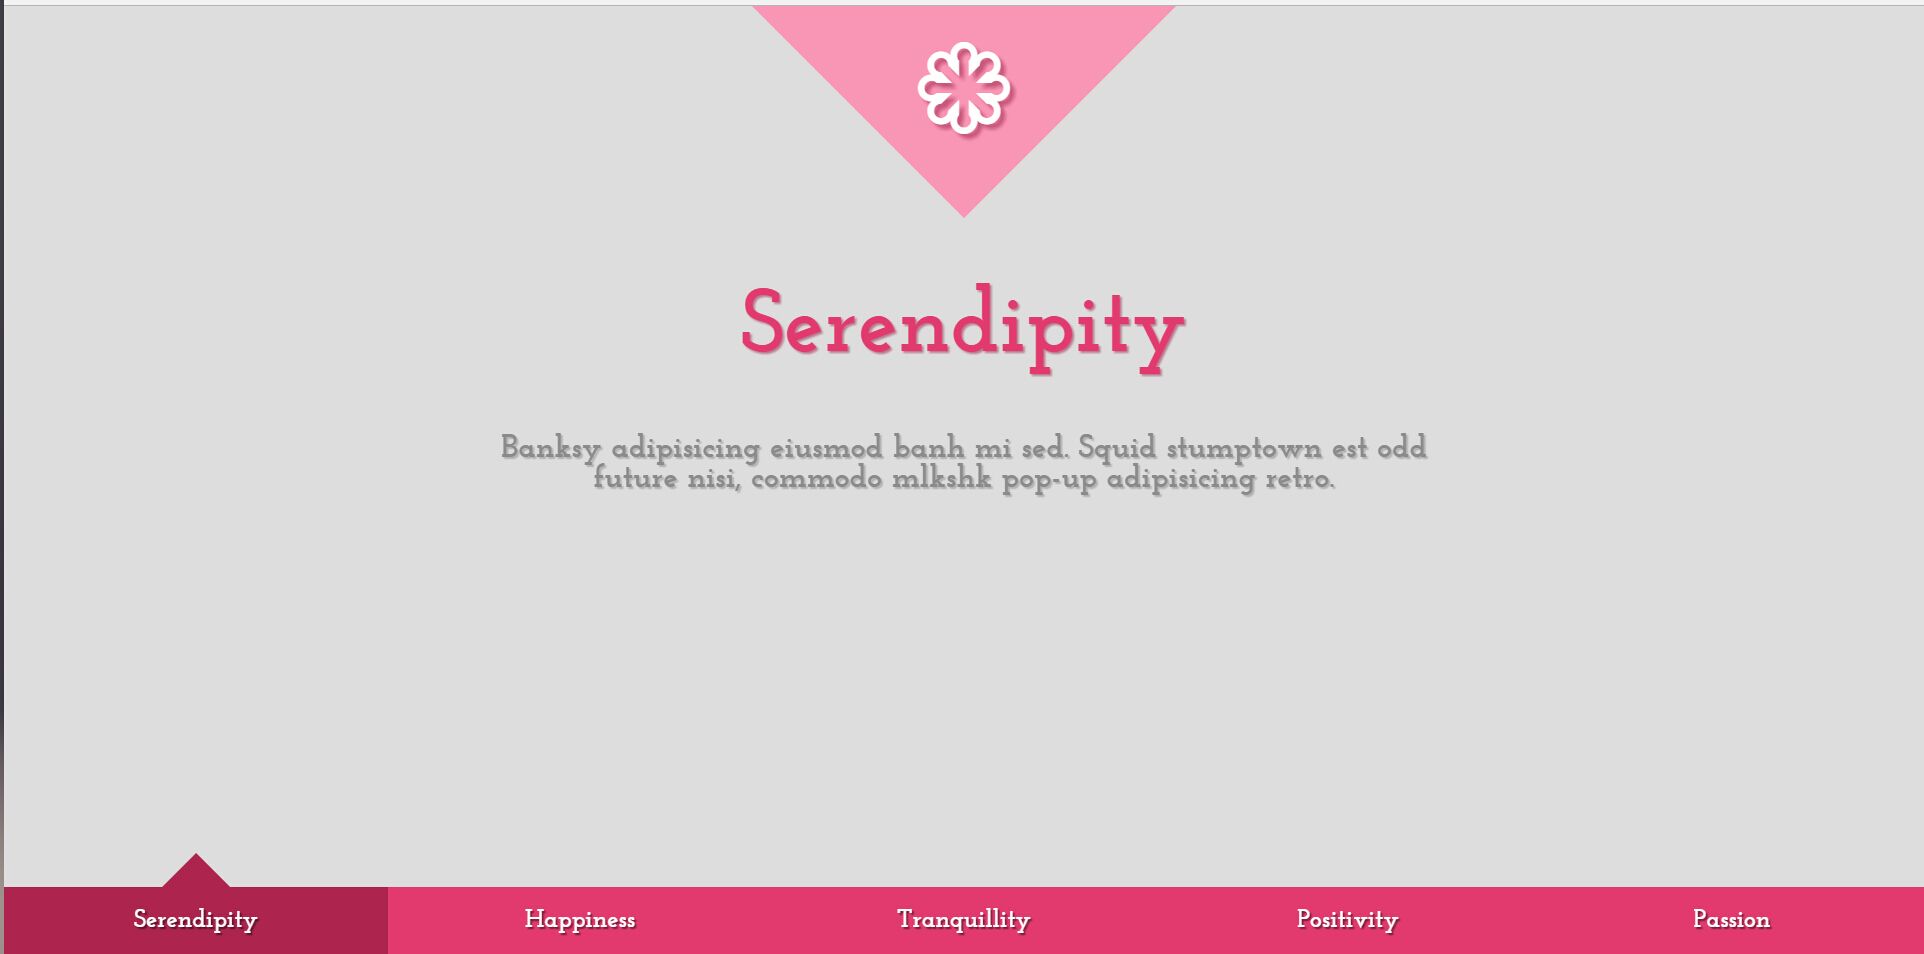 Serendipity
Banksy adipisicing eiusmod banh mi sed. Squid stumptown est odd
future nisi, commodo mlkshk pop-up adipisicing retro.
Serendipity
Happiness
Tranquillity
Positivity
Passion